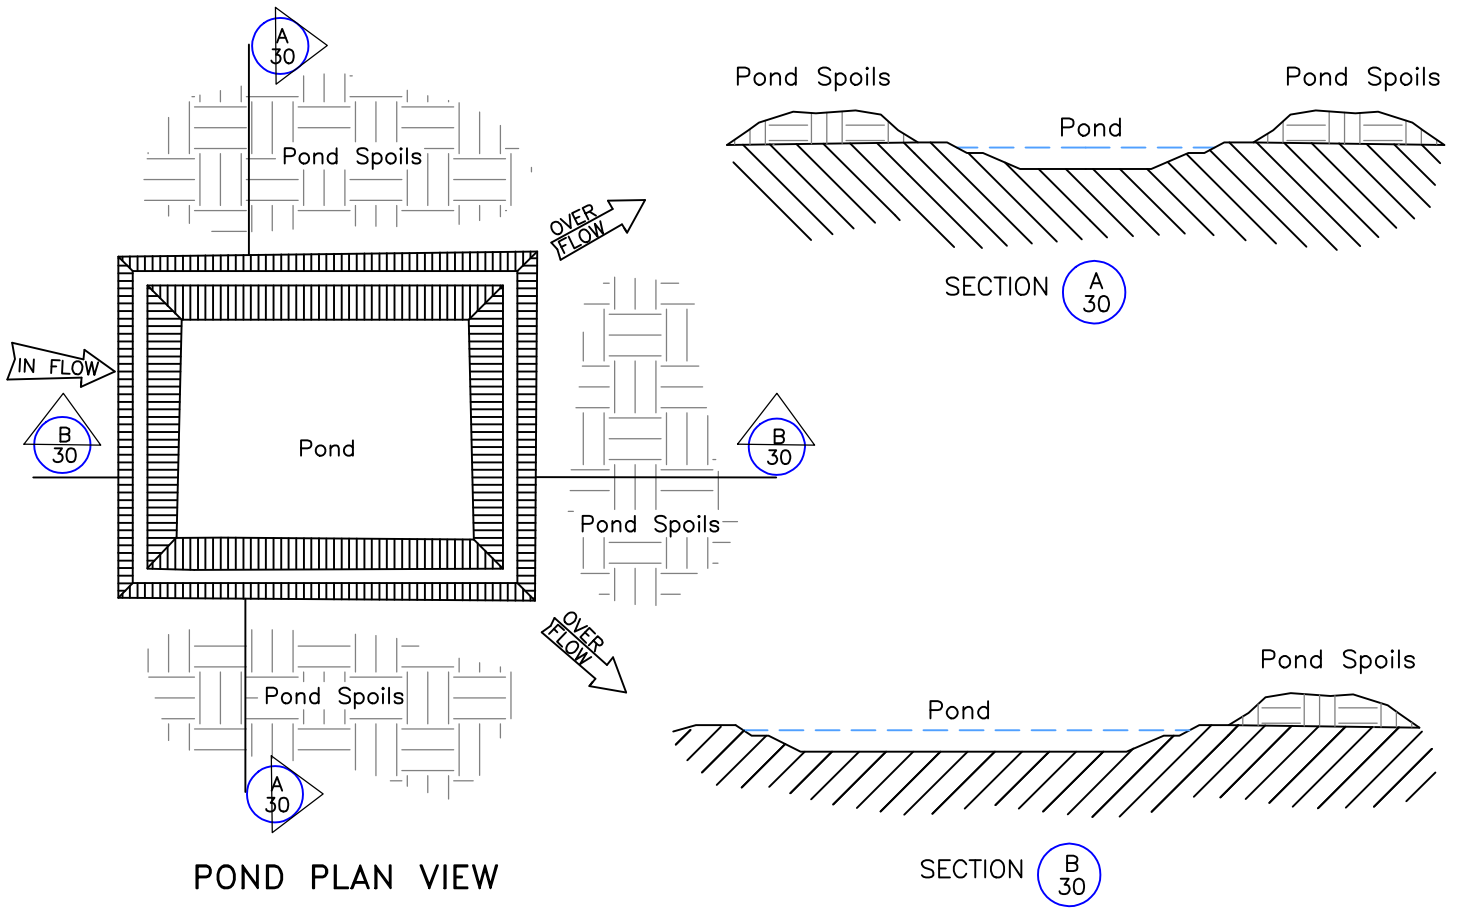 A
30
Pond Spoils
OVER
FLOW
IN FLOW
B
30
Pond
B
30
Pond Spoils
OVER
FLOW
Pond Spoils
A
30
POND PLAN VIEW
Pond Spoils
Pond Spoils
Pond
SECTION A
30
Pond Spoils
Pond
SECTION B
30